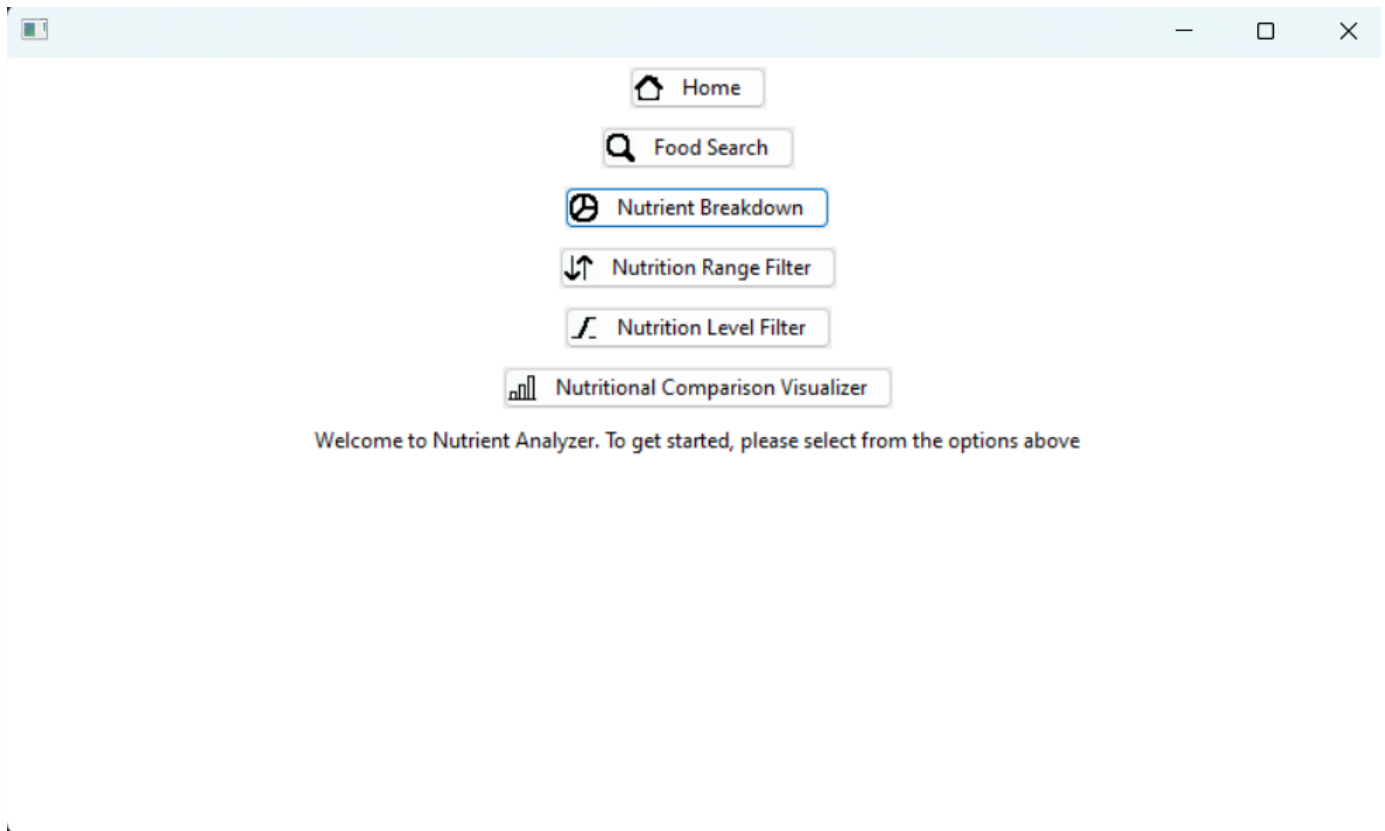 Home
Food Search
Nutrient Breakdown
Nutrition Range Filter
Nutrition Level Filter
Nutritional Comparison Visualizer
Welcome to Nutrient Analyzer. To get started, please select from the options above